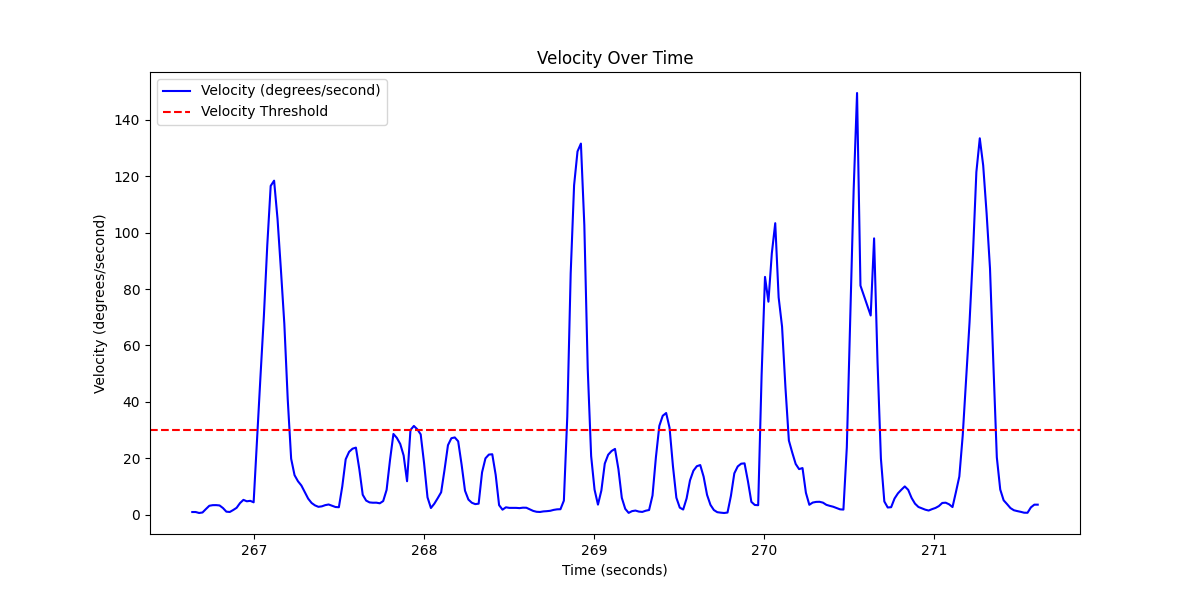 Velocity Over Time
Velocity (degrees/second)
Velocity Threshold
Velocity (degrees/second)
140
120
100
80
60
40
20
0
267
268
269
270
271
Time (seconds)